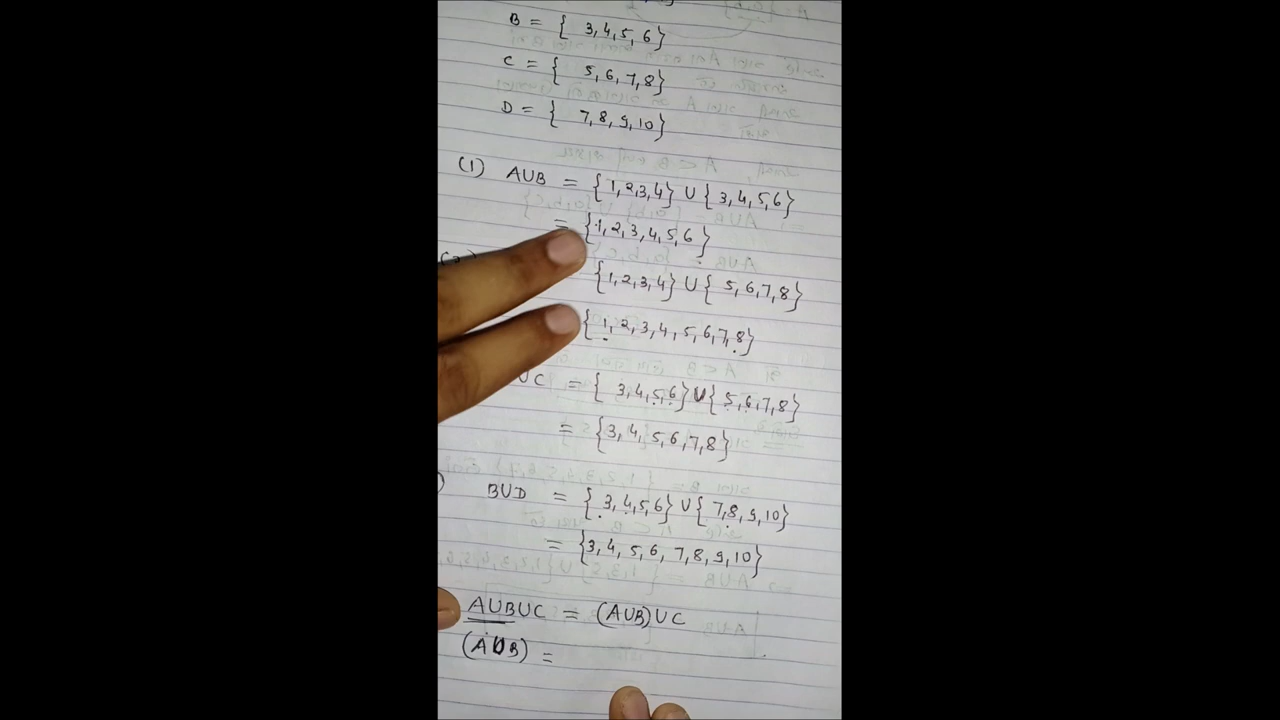 B = { 3,4,5,6}
C = { 5,6,7,8}
D = { 7,8,9,10}
(1) AUB = {1,2,3,4} U { 3,4,5,6}
= {1,2,3,4,5,6}
{1,2,3,4} U { 5,6,7,8}
{ 1,2,3,4, 5,6,7,8}
UC = { 3,4,5,6} U { 5,6,7,8}
= {3,4, 5,6,7,8}
) BUD = { 3,4,5,6} U { 7,8,9,10}
= {3,4, 5,6, 7,8,9,10}
AUBUC = (AUB)UC
(AUB) =